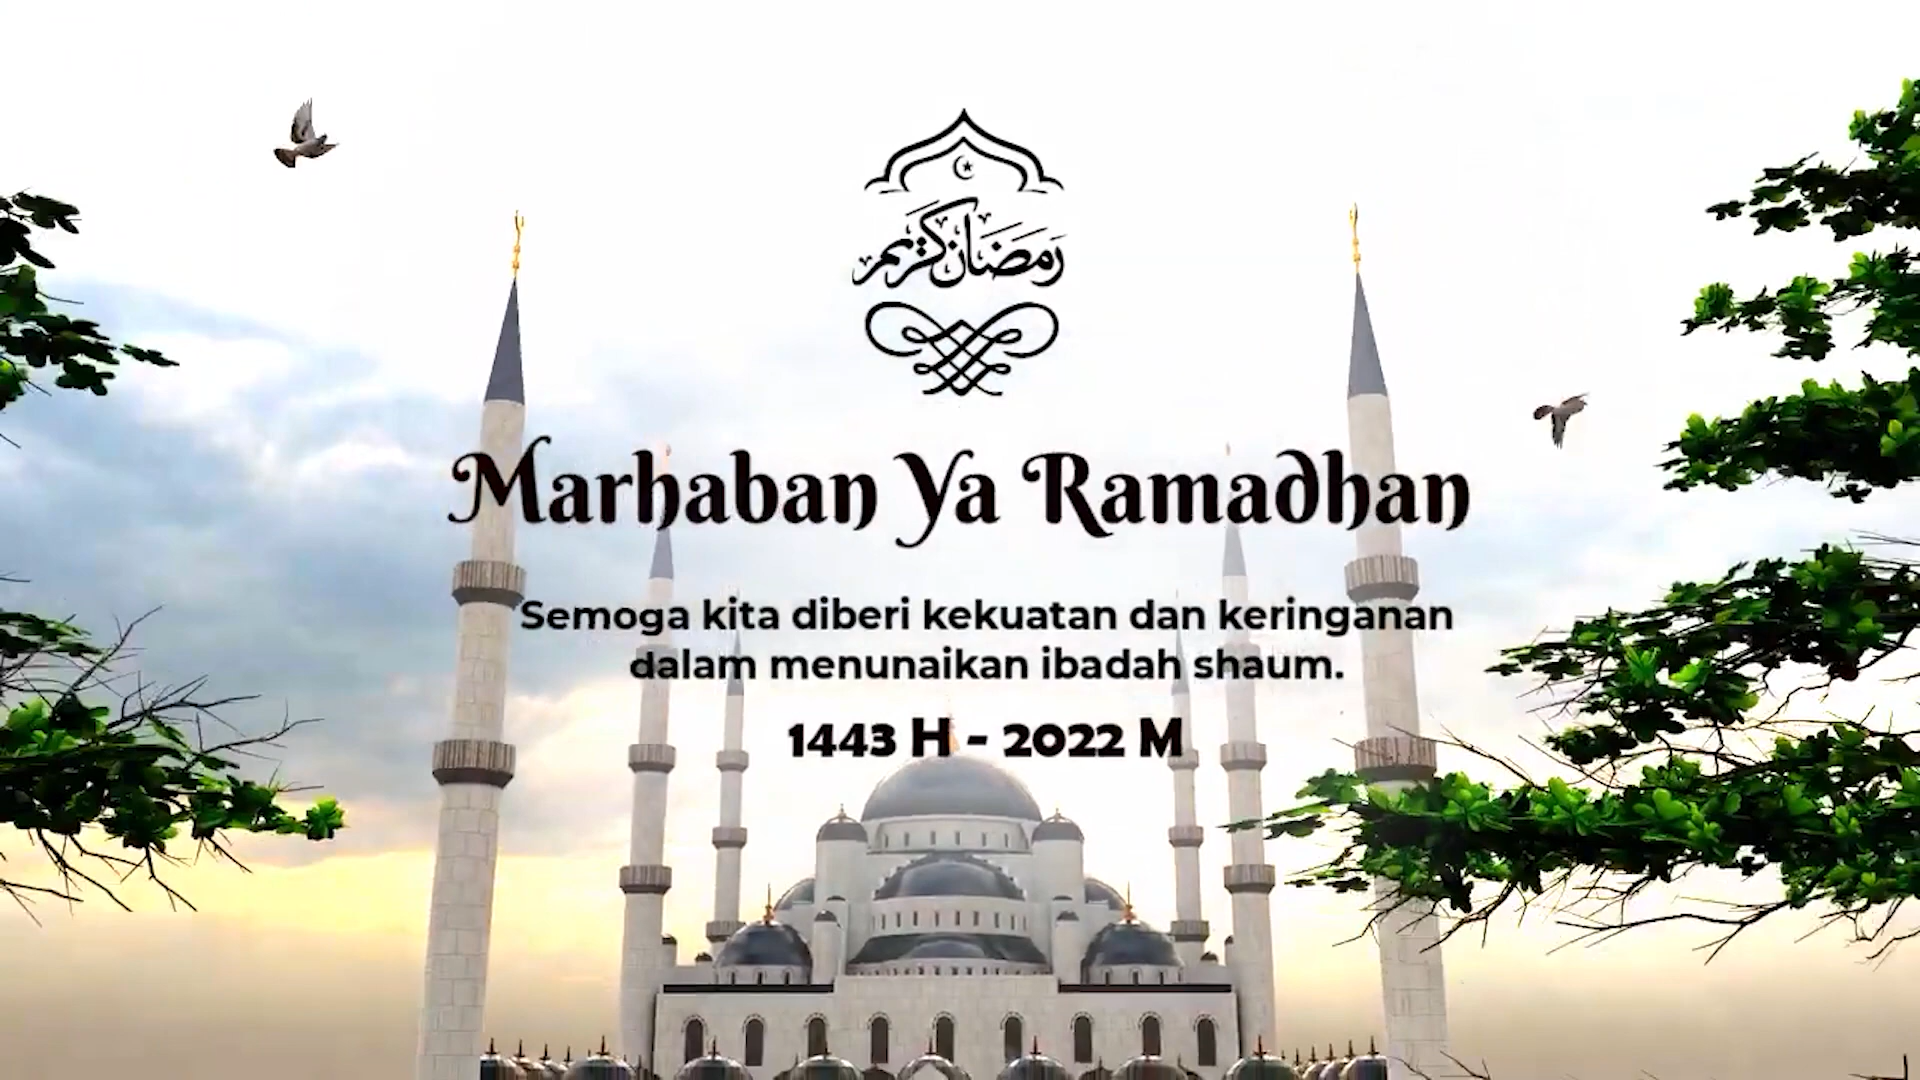 رمضان كريم
Marhaban Ya Ramadhan
Semoga kita diberi kekuatan dan keringanan
dalam menunaikan ibadah shaum.
1443 H - 2022 M